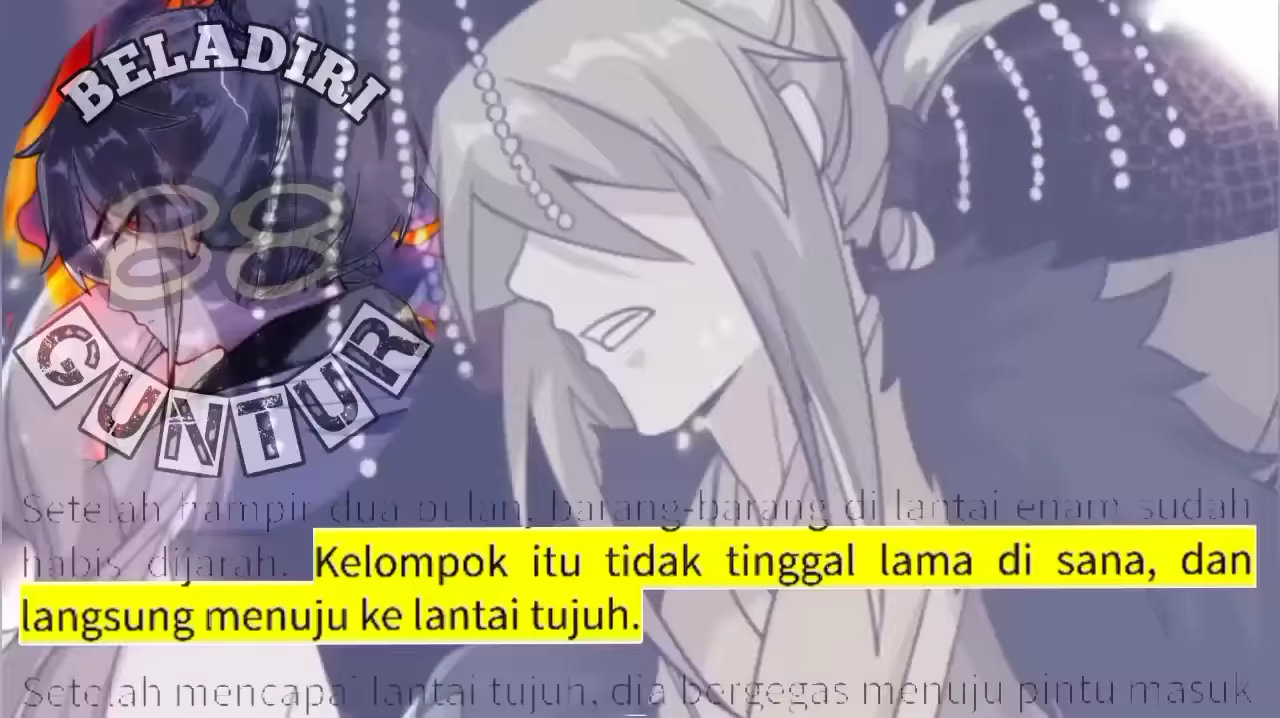 BELADIRI
88
GUNTUR
Setelah hampir dua bulan, barang-barang di lantai enam sudah
habis dijarah. Kelompok itu tidak tinggal lama di sana, dan
langsung menuju ke lantai tujuh.
Setelah mencapai lantai tujuh, dia bergegas menuju pintu masuk